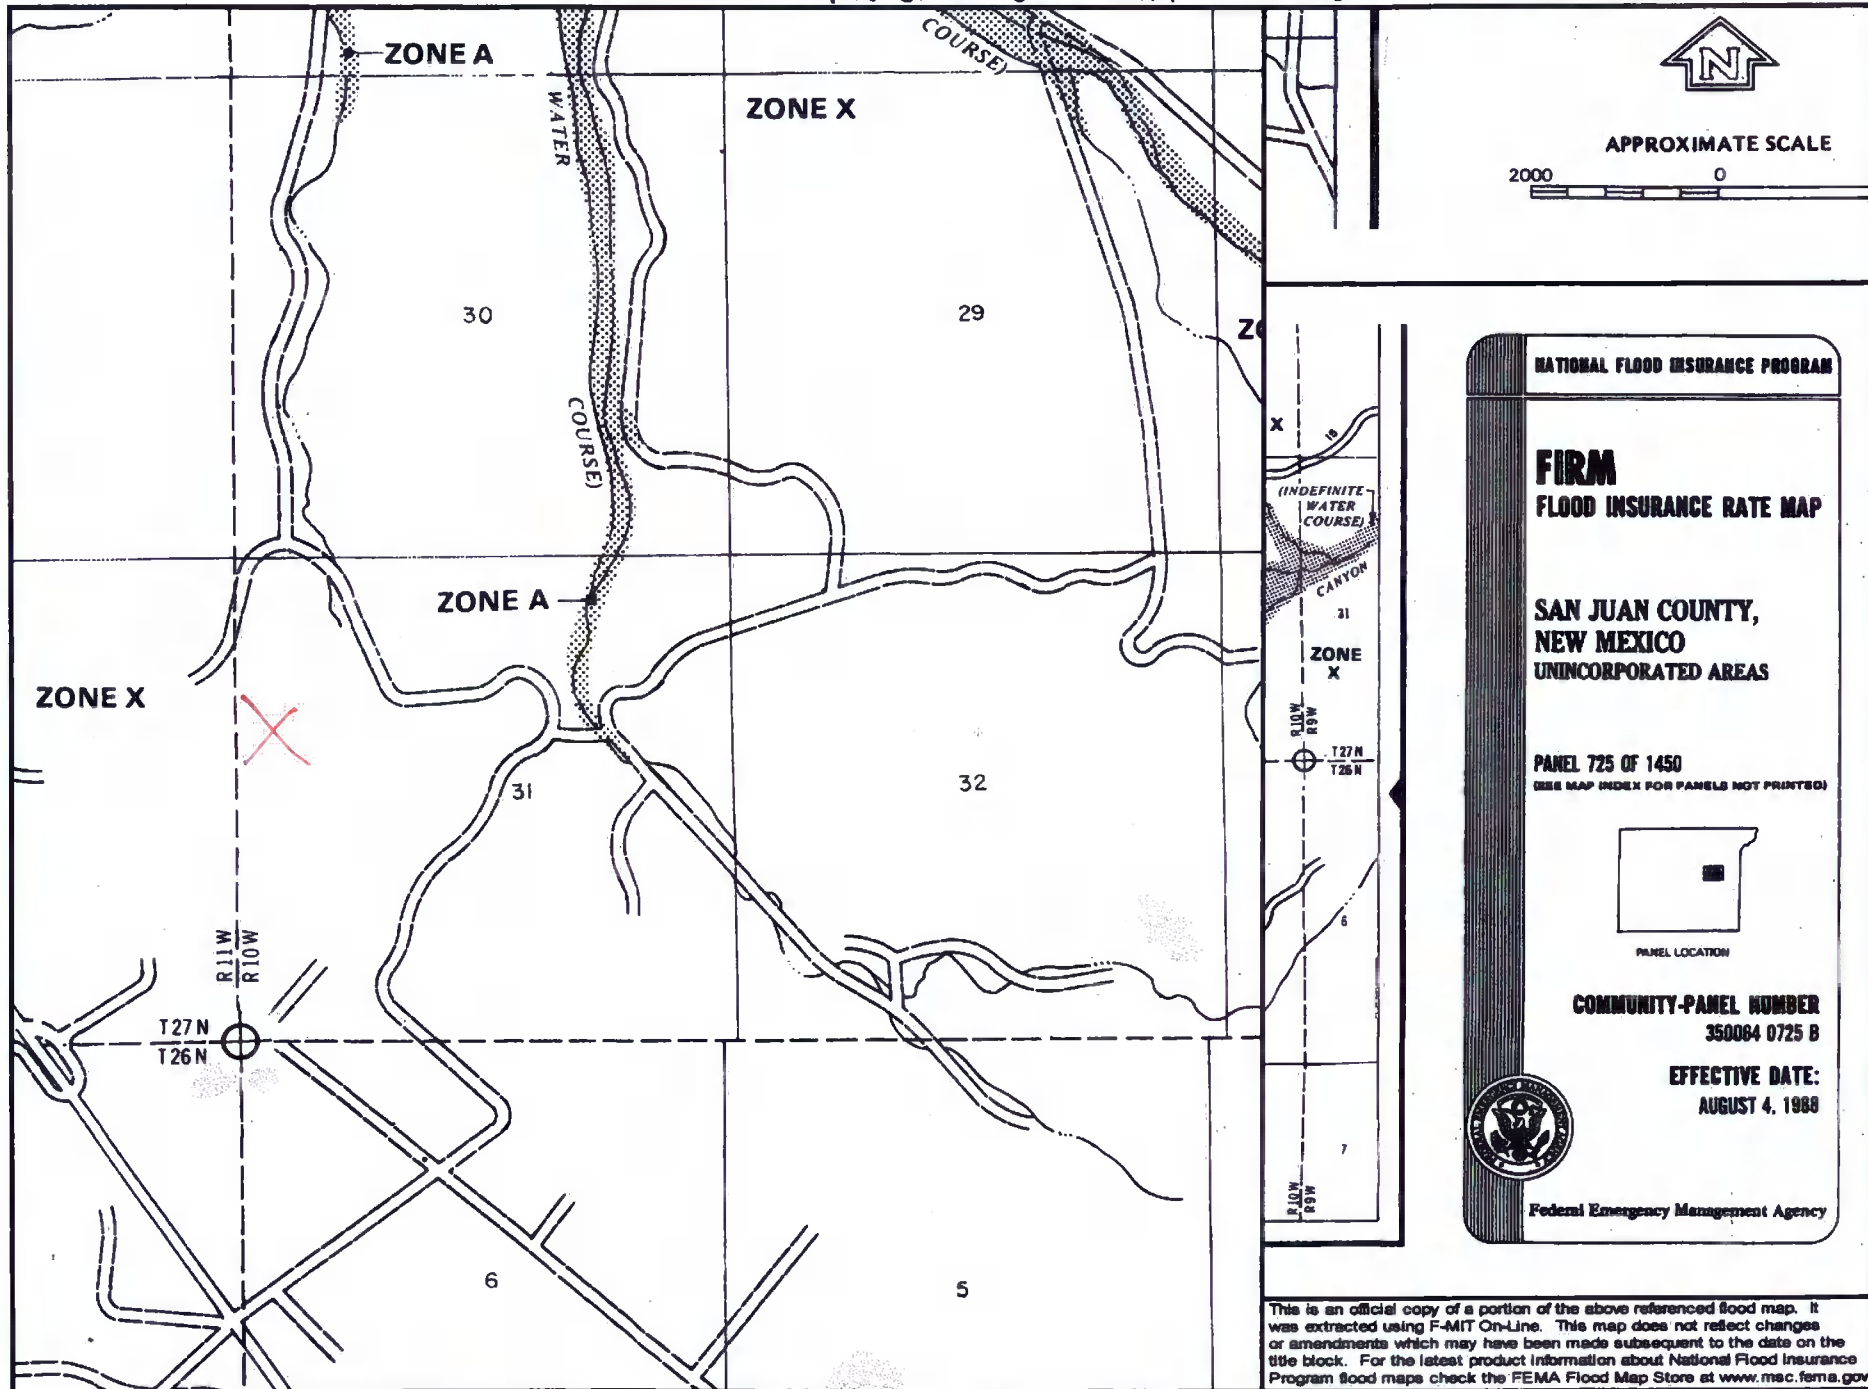 ZONE A
WATER
COURSE)
ZONE X
COURSE)
30
29
ZONE A
ZONE X
31
32
R11W
R10W
T27N
T26N
6
5
X
18
(INDEFINITE
WATER
COURSE)
CANYON
31
ZONE
X
R10W
R9W
T27N
T26N
6
7
R10W
R9W
N
APPROXIMATE SCALE
2000 0
NATIONAL FLOOD INSURANCE PROGRAM
FIRM
FLOOD INSURANCE RATE MAP
SAN JUAN COUNTY,
NEW MEXICO
UNINCORPORATED AREAS
PANEL 725 OF 1450
(SEE MAP INDEX FOR PANELS NOT PRINTED)
PANEL LOCATION
COMMUNITY-PANEL NUMBER
350064 0725 B
EFFECTIVE DATE:
AUGUST 4, 1988
Federal Emergency Management Agency
This is an official copy of a portion of the above referenced flood map. It
was extracted using F-MIT On-Line. This map does not reflect changes
or amendments which may have been made subsequent to the date on the
title block. For the latest product information about National Flood Insurance
Program flood maps check the FEMA Flood Map Store at www.msc.fema.gov